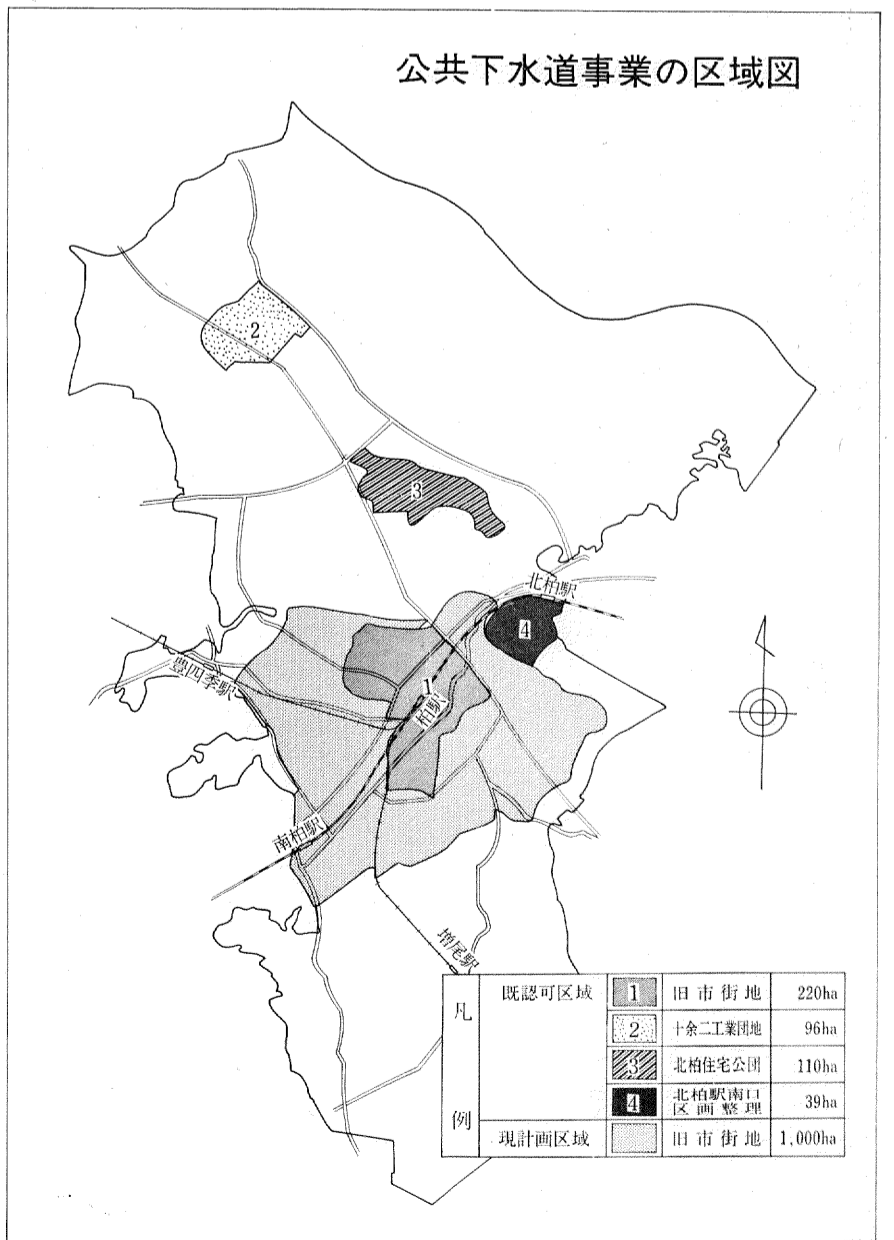 公共下水道事業の区域図
2
3
北柏駅
4
豊四季駅
1
柏駅
南柏駅
増尾駅
凡例
既認可区域
1 旧市街地 220ha
2 十余二工業団地 96ha
3 北柏住宅公団 110ha
4 北柏駅南口
区画整理 39ha
現計画区域 旧市街地 1,000ha